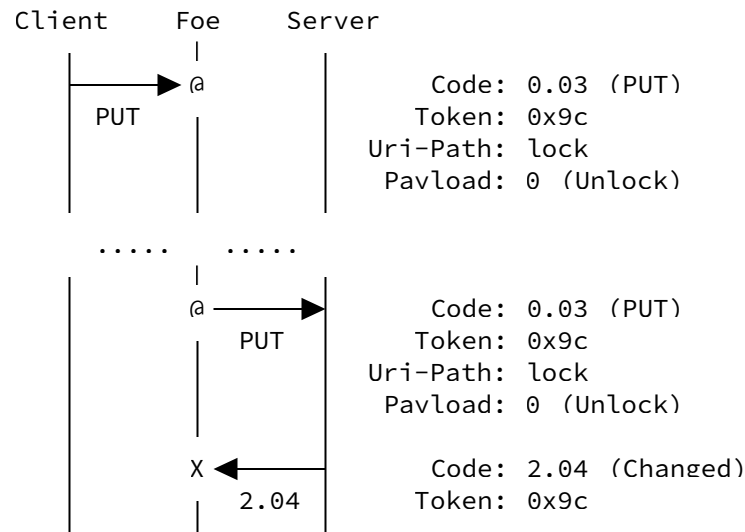 Client Foe Server
@ Code: 0.03 (PUT)
PUT Token: 0x9c
Uri-Path: lock
Payload: 0 (Unlock)
..... .....
@ Code: 0.03 (PUT)
PUT Token: 0x9c
Uri-Path: lock
Payload: 0 (Unlock)
X Code: 2.04 (Changed)
2.04 Token: 0x9c